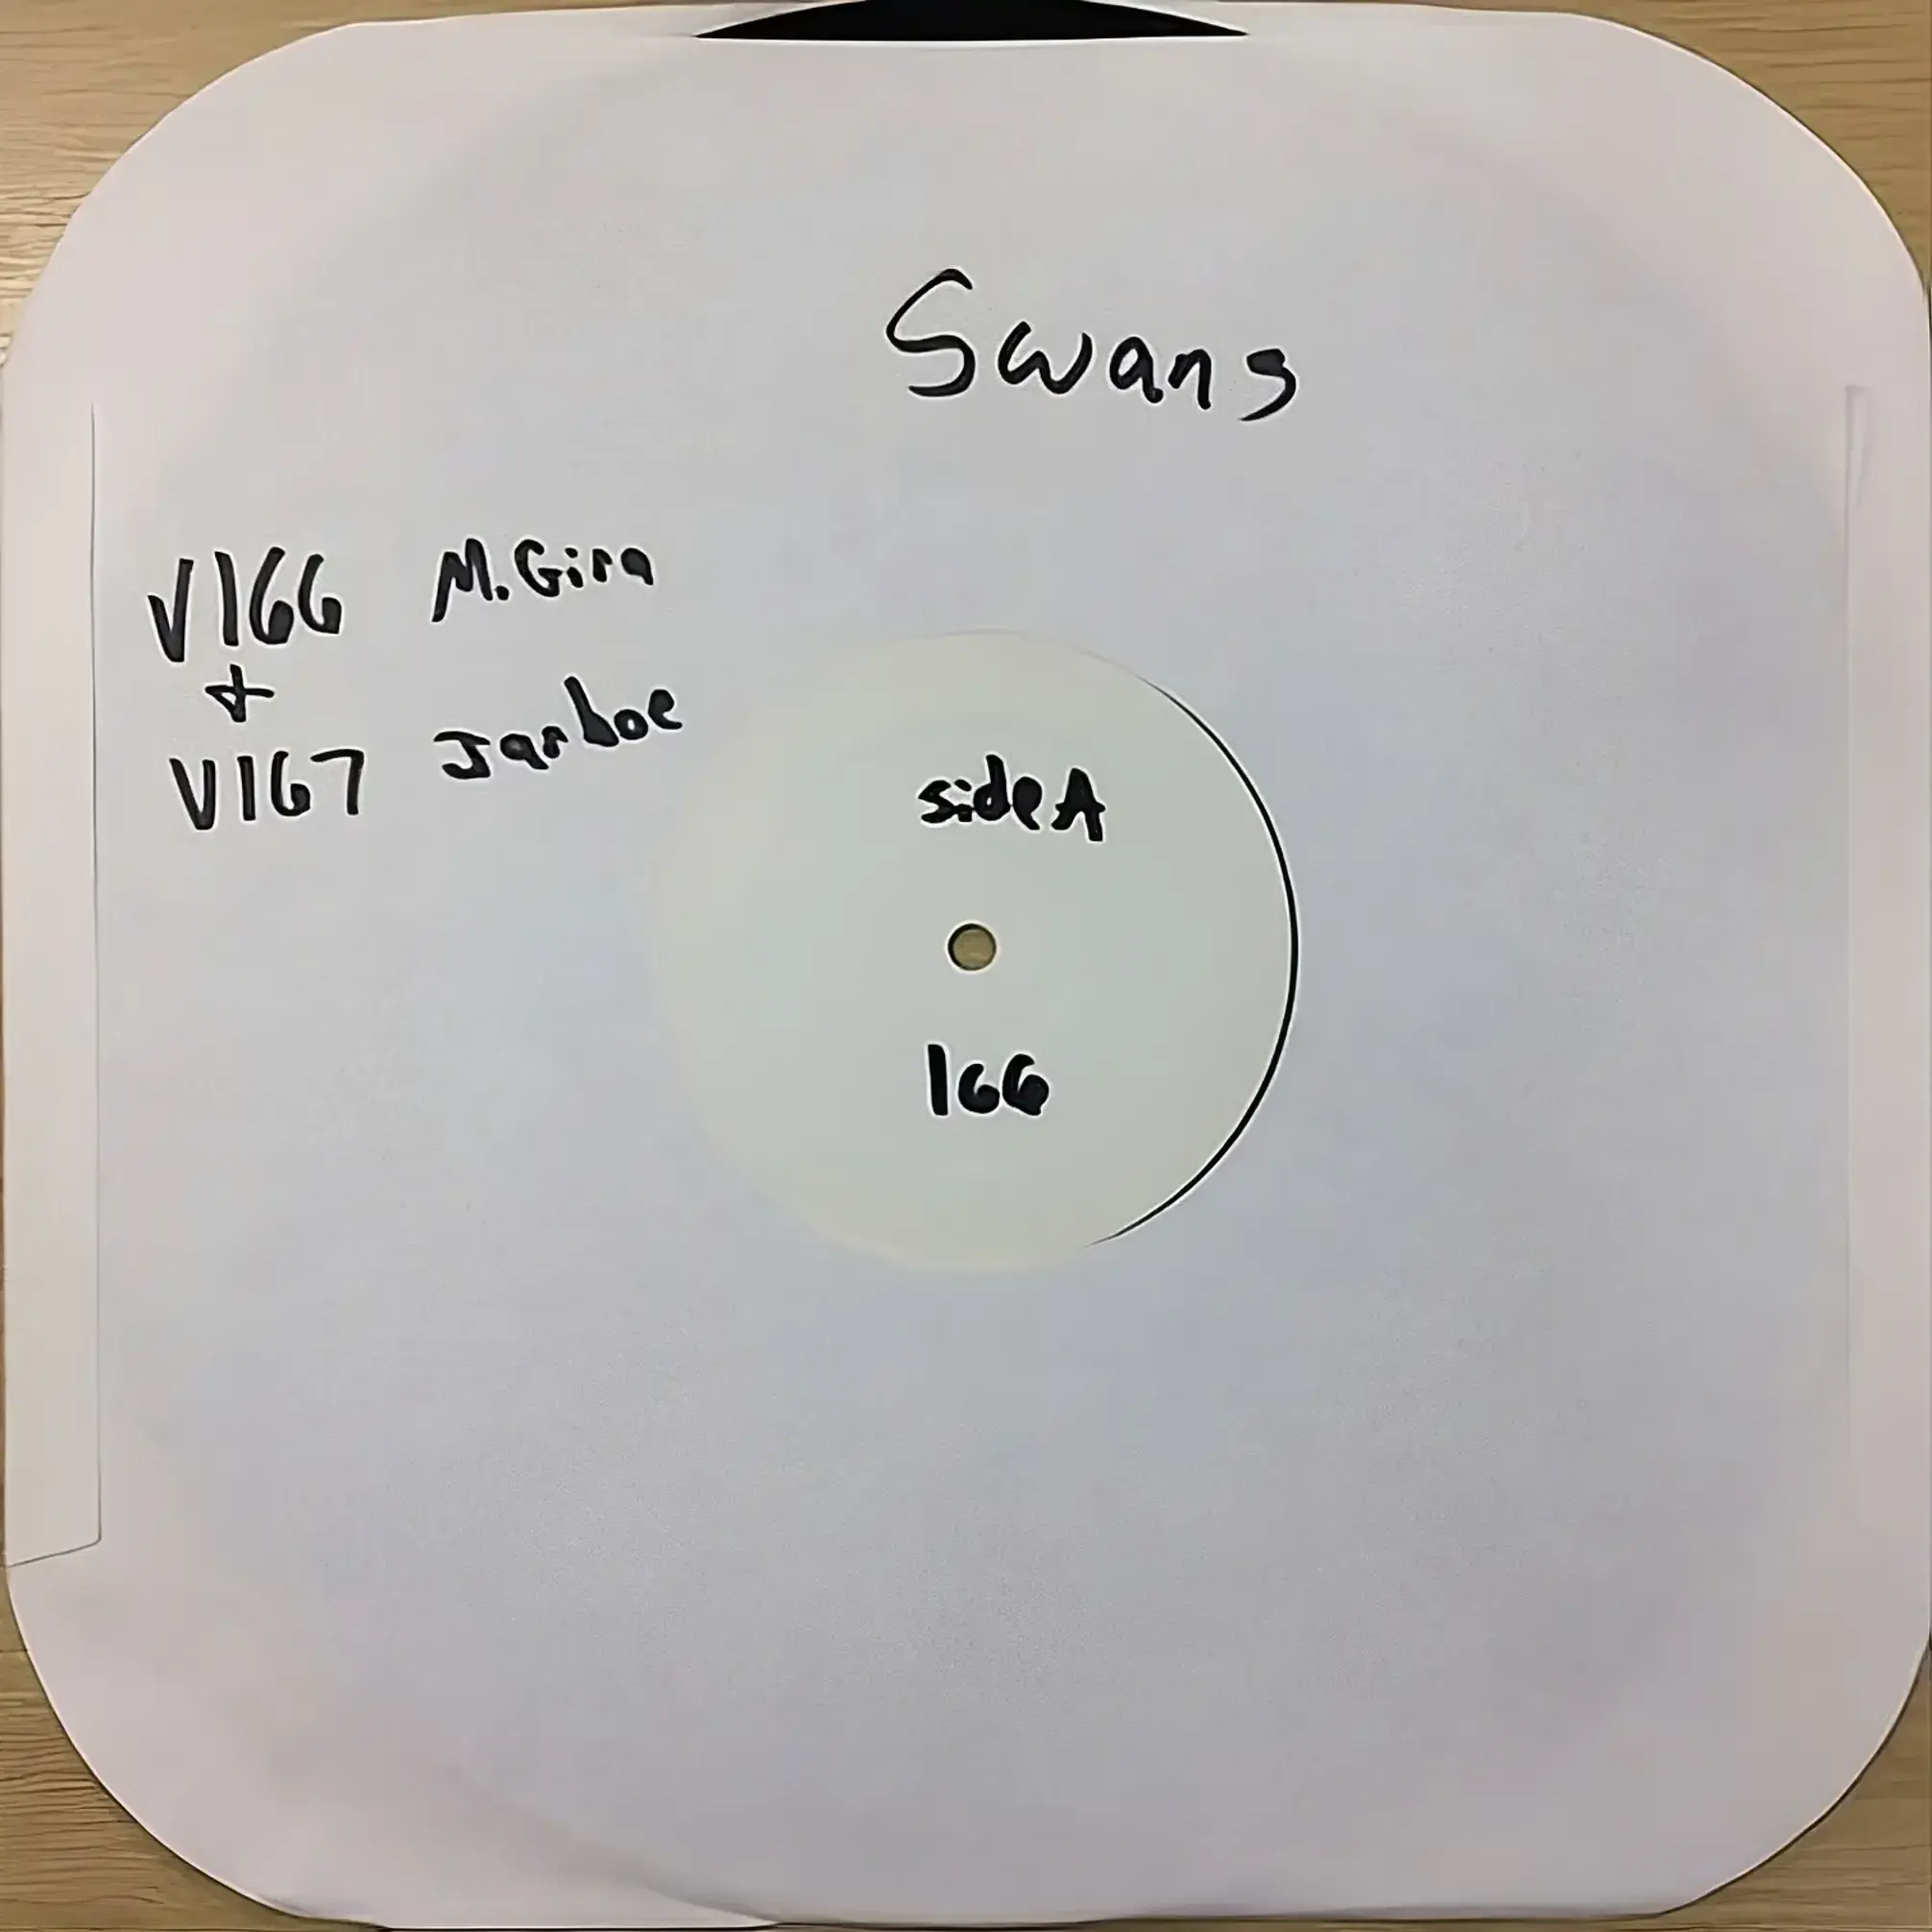 Swans
V166 M. Gira
+
V167 Jarboe
side A
166